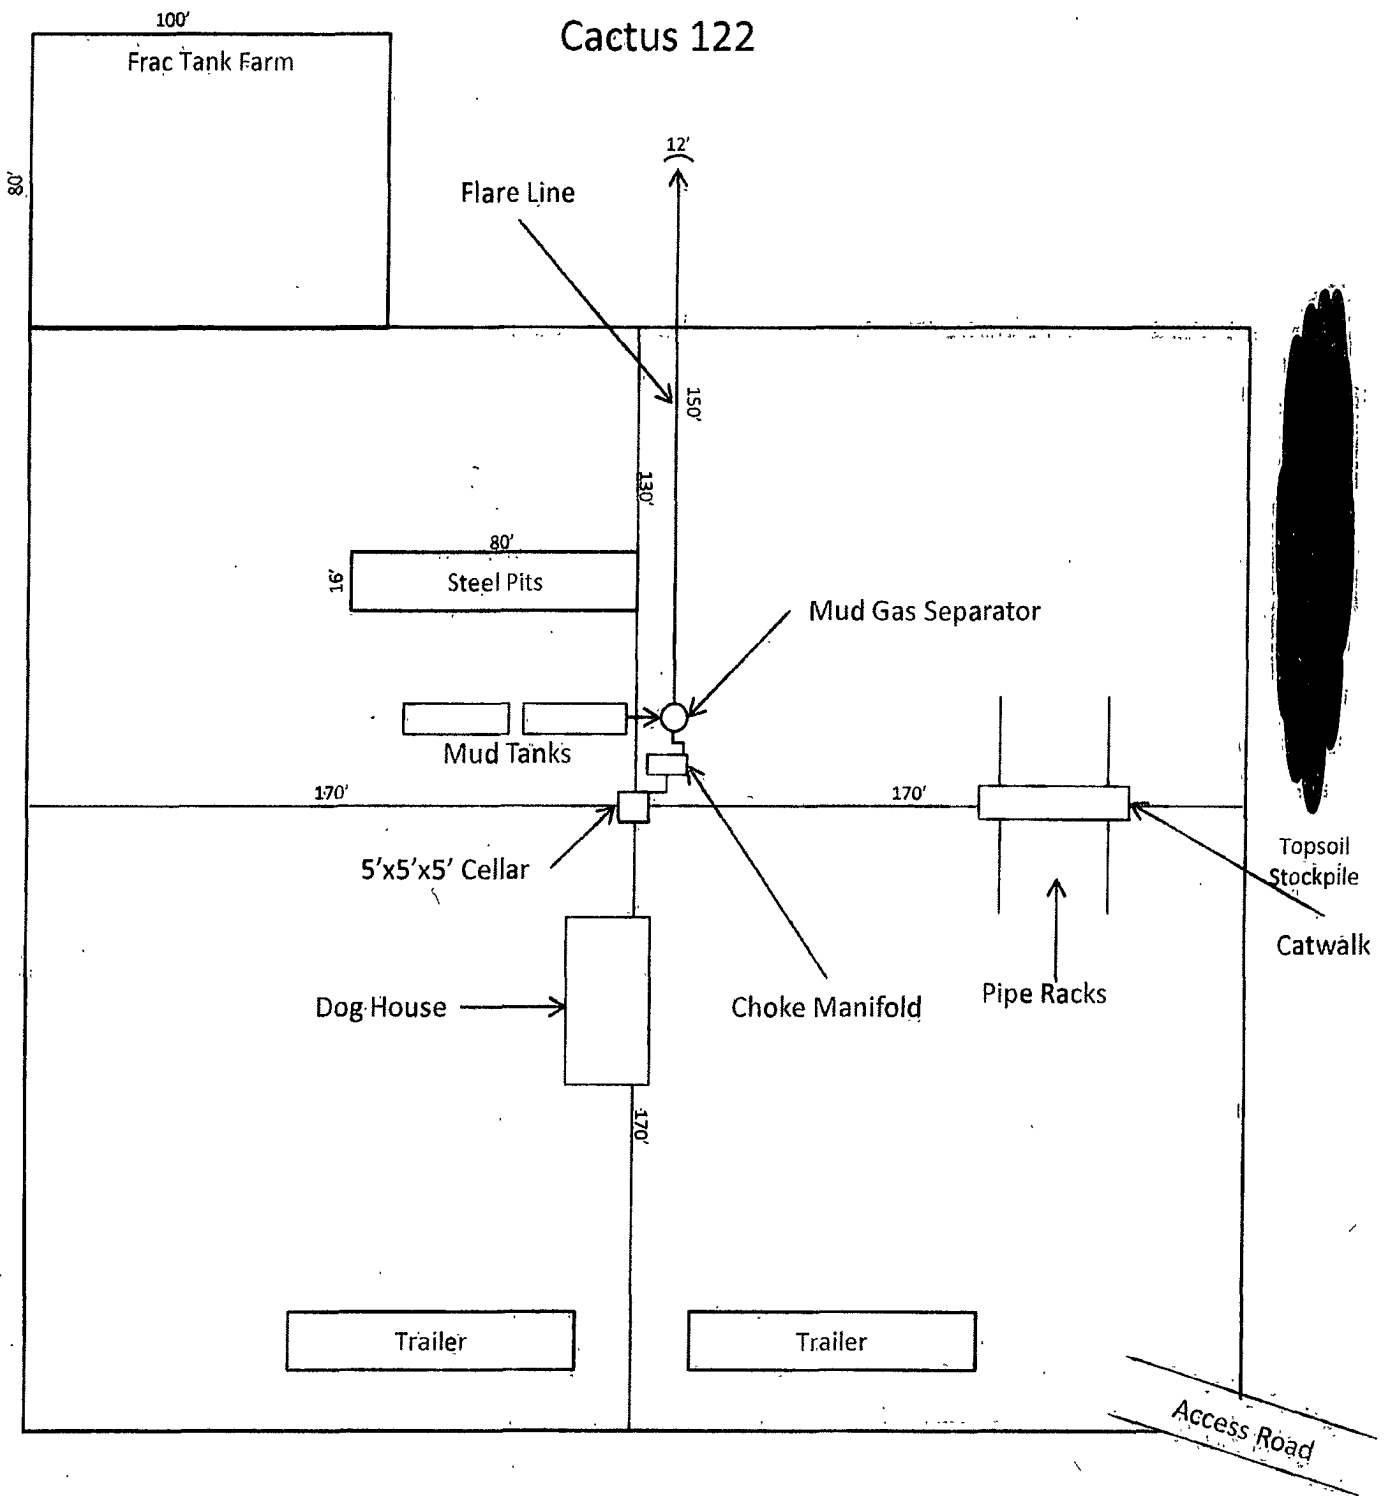 Cactus 122
100'
Frac Tank Farm
80'
12'
Flare Line
150'
130'
80'
16'
Steel Pits
Mud Gas Separator
Mud Tanks
170'
170'
5'x5'x5' Cellar
Topsoil
Stockpile
Catwalk
Dog House
Choke Manifold
Pipe Racks
170'
Trailer
Trailer
Access Road